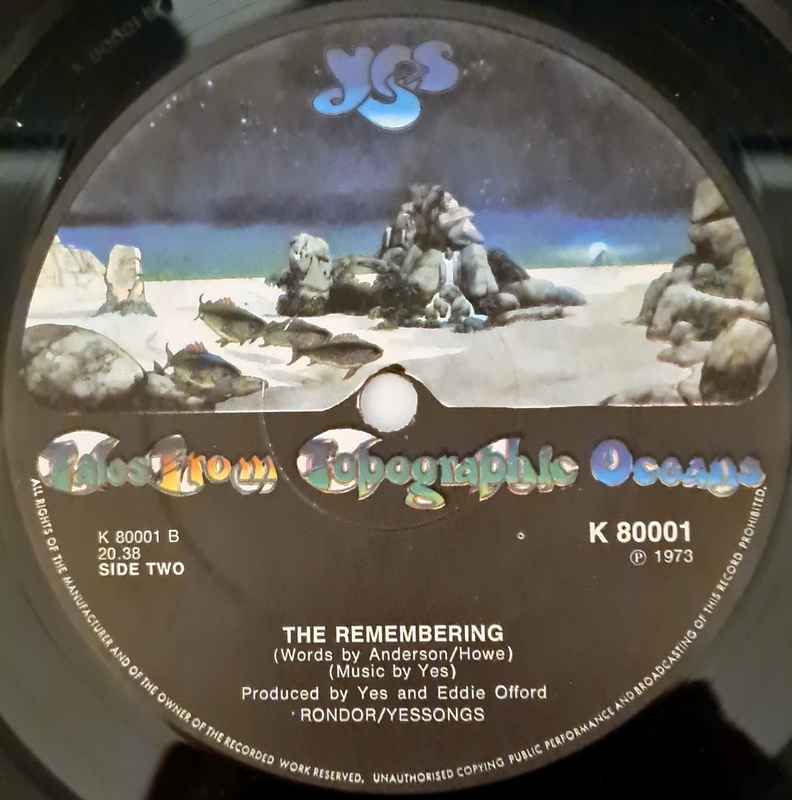 yes
Tales From Topographic Oceans
K 80001 B
20.38
SIDE TWO
K 80001
Ⓟ 1973
THE REMEMBERING
(Words by Anderson/Howe)
(Music by Yes)
Produced by Yes and Eddie Offord
RONDOR/YESSONGS
ALL RIGHTS OF THE MANUFACTURER AND OF THE OWNER OF THE RECORDED WORK RESERVED. UNAUTHORISED COPYING PUBLIC PERFORMANCE AND BROADCASTING OF THIS RECORD PROHIBITED.